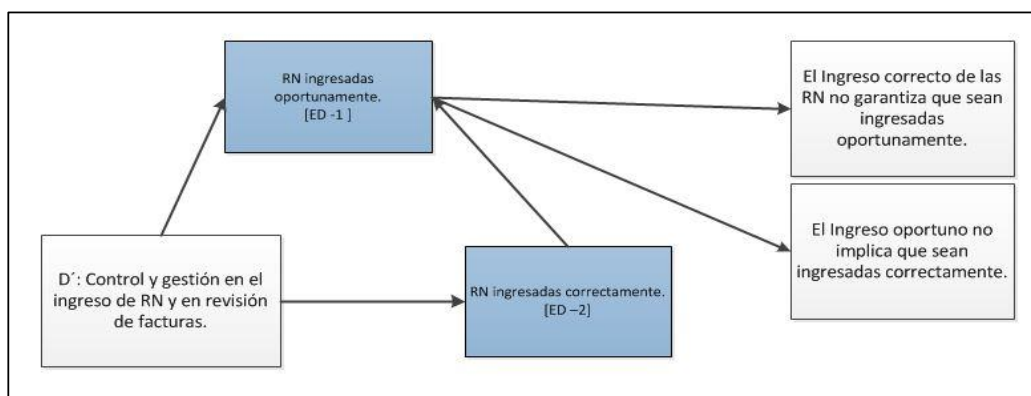 RN ingresadas
oportunamente.
[ED -1 ]
El Ingreso correcto de las
RN no garantiza que sean
ingresadas
oportunamente.
El Ingreso oportuno no
implica que sean
ingresadas correctamente.
D´: Control y gestión en el
ingreso de RN y en revisión
de facturas.
RN ingresadas correctamente.
[ED –2]